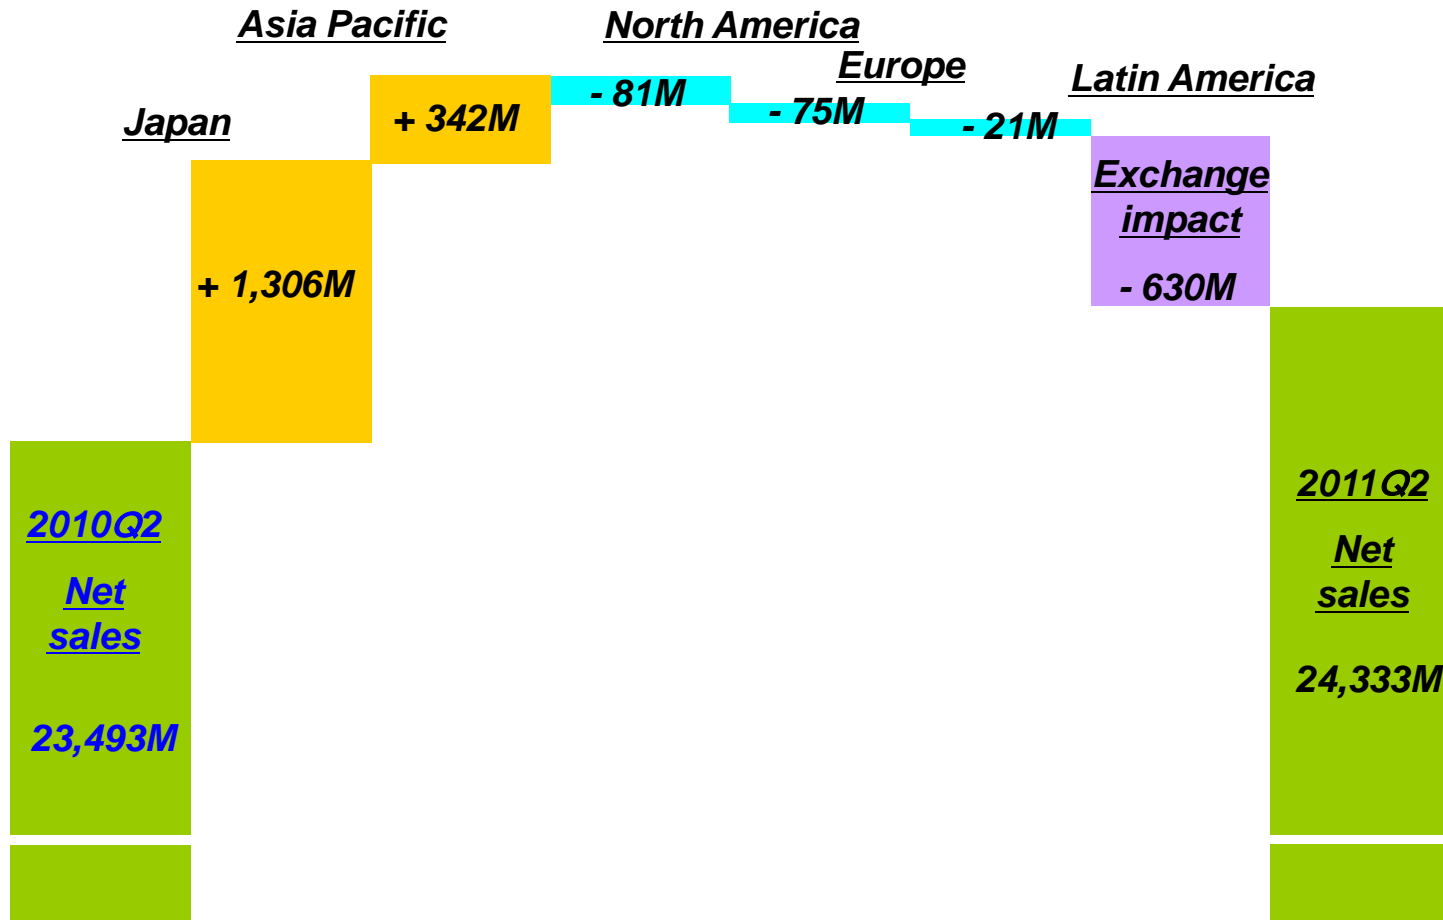 Asia Pacific
North America
Europe
Latin America
Japan
+ 342M
- 81M
- 75M
- 21M
Exchange
impact
- 630M
+ 1,306M
2010Q2
Net
sales
23,493M
2011Q2
Net
sales
24,333M